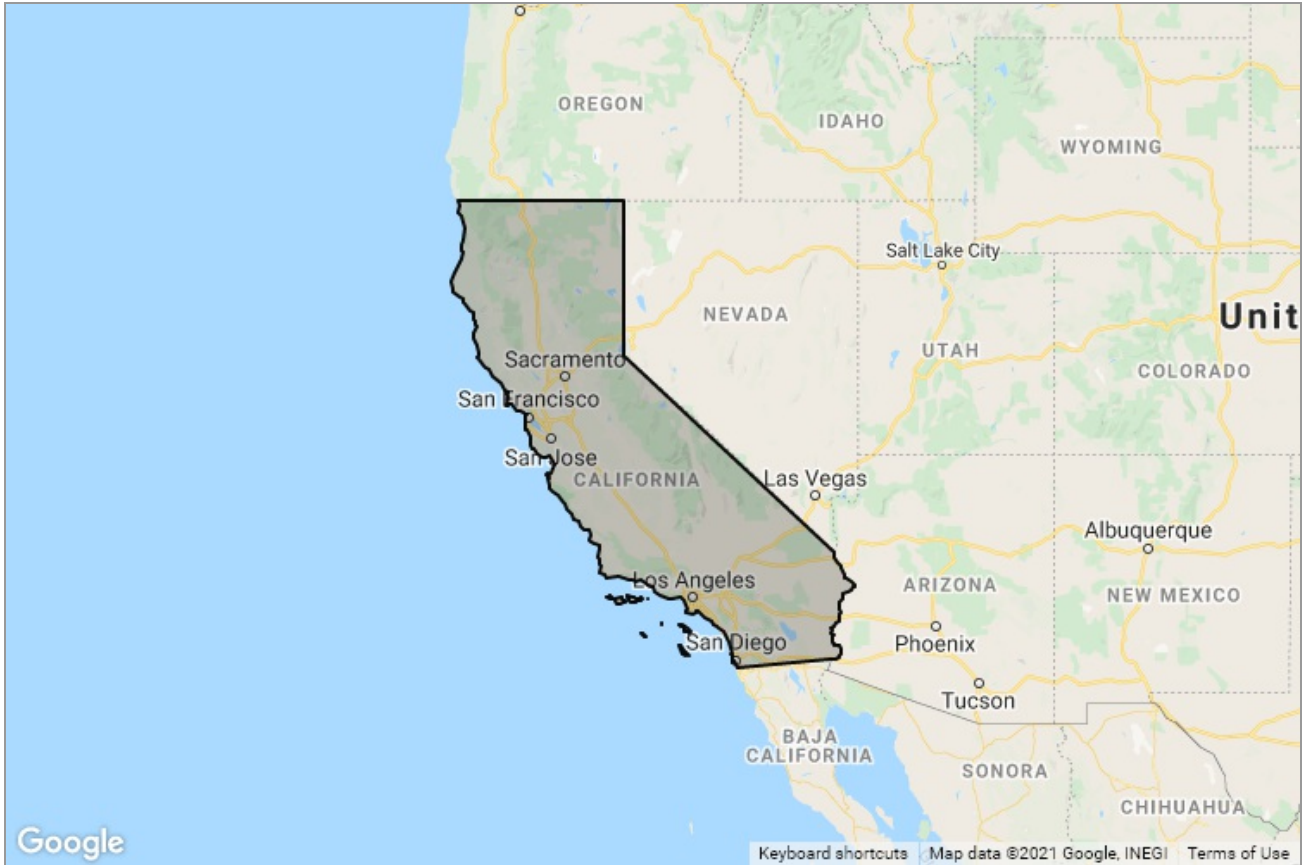 OREGON
IDAHO
WYOMING
Salt Lake City
NEVADA
Unit
UTAH
Sacramento
COLORADO
San Francisco
San Jose
CALIFORNIA
Las Vegas
Albuquerque
Los Angeles
ARIZONA
NEW MEXICO
San Diego
Phoenix
Tucson
BAJA
CALIFORNIA
SONORA
CHIHUAHUA
Google
Keyboard shortcuts Map data ©2021 Google, INEGI Terms of Use